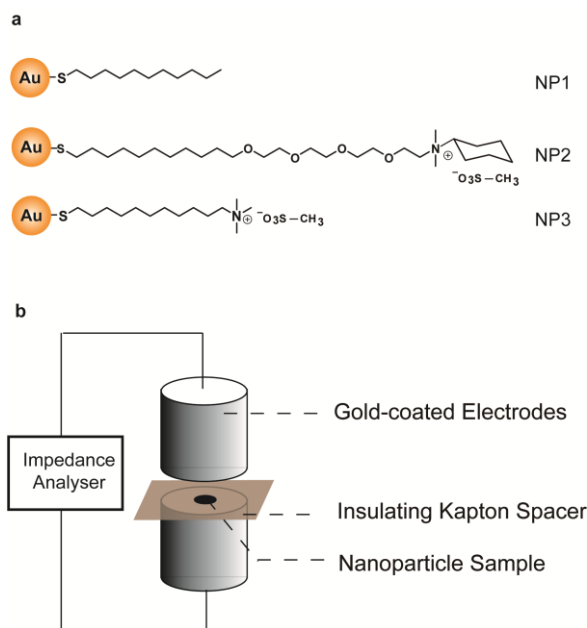 a
Au S NP1
Au S O O O O N ⊕ NP2
⁻O₃S–CH₃
Au S N ⊕ ⁻O₃S–CH₃ NP3
b
Gold-coated Electrodes
Impedance
Analyser
Insulating Kapton Spacer
Nanoparticle Sample